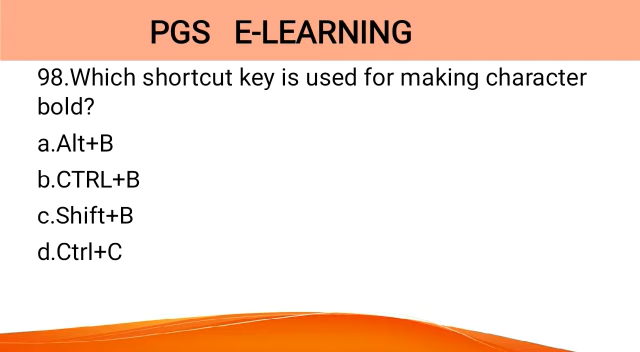 PGS E-LEARNING
98.Which shortcut key is used for making character
bold?
a.Alt+B
b.CTRL+B
c.Shift+B
d.Ctrl+C